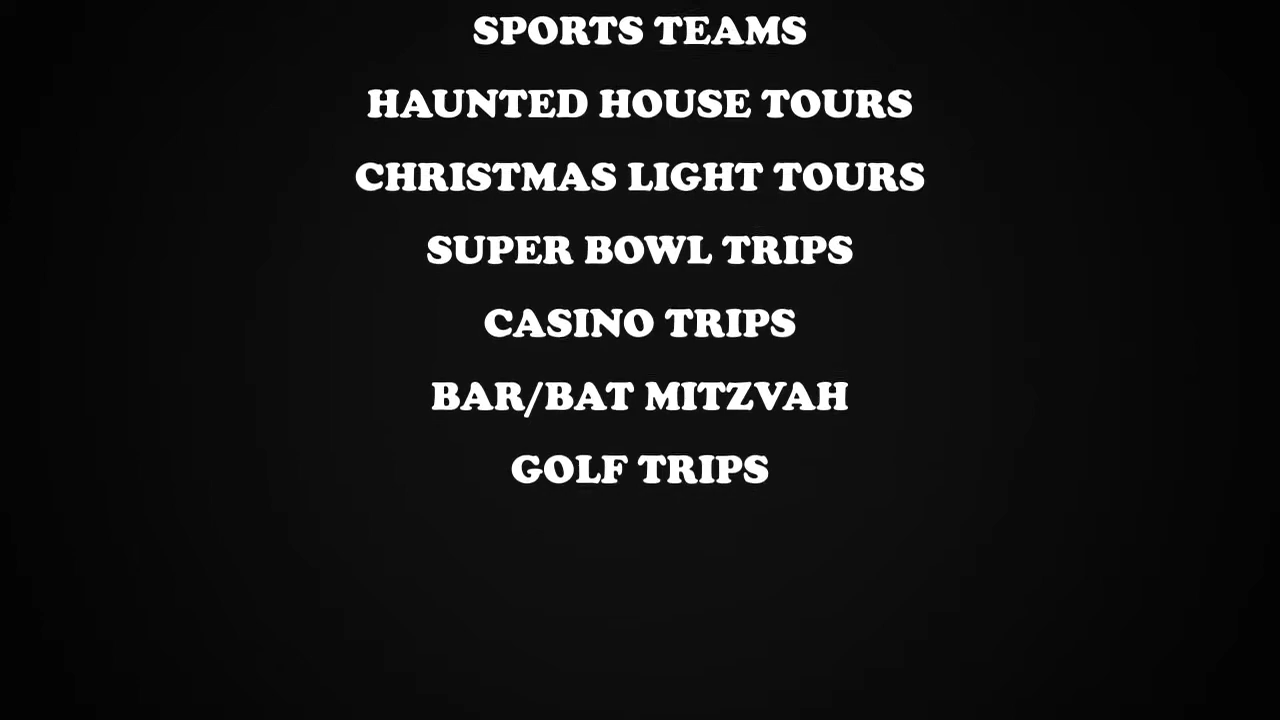 SPORTS TEAMS
HAUNTED HOUSE TOURS
CHRISTMAS LIGHT TOURS
SUPER BOWL TRIPS
CASINO TRIPS
BAR/BAT MITZVAH
GOLF TRIPS